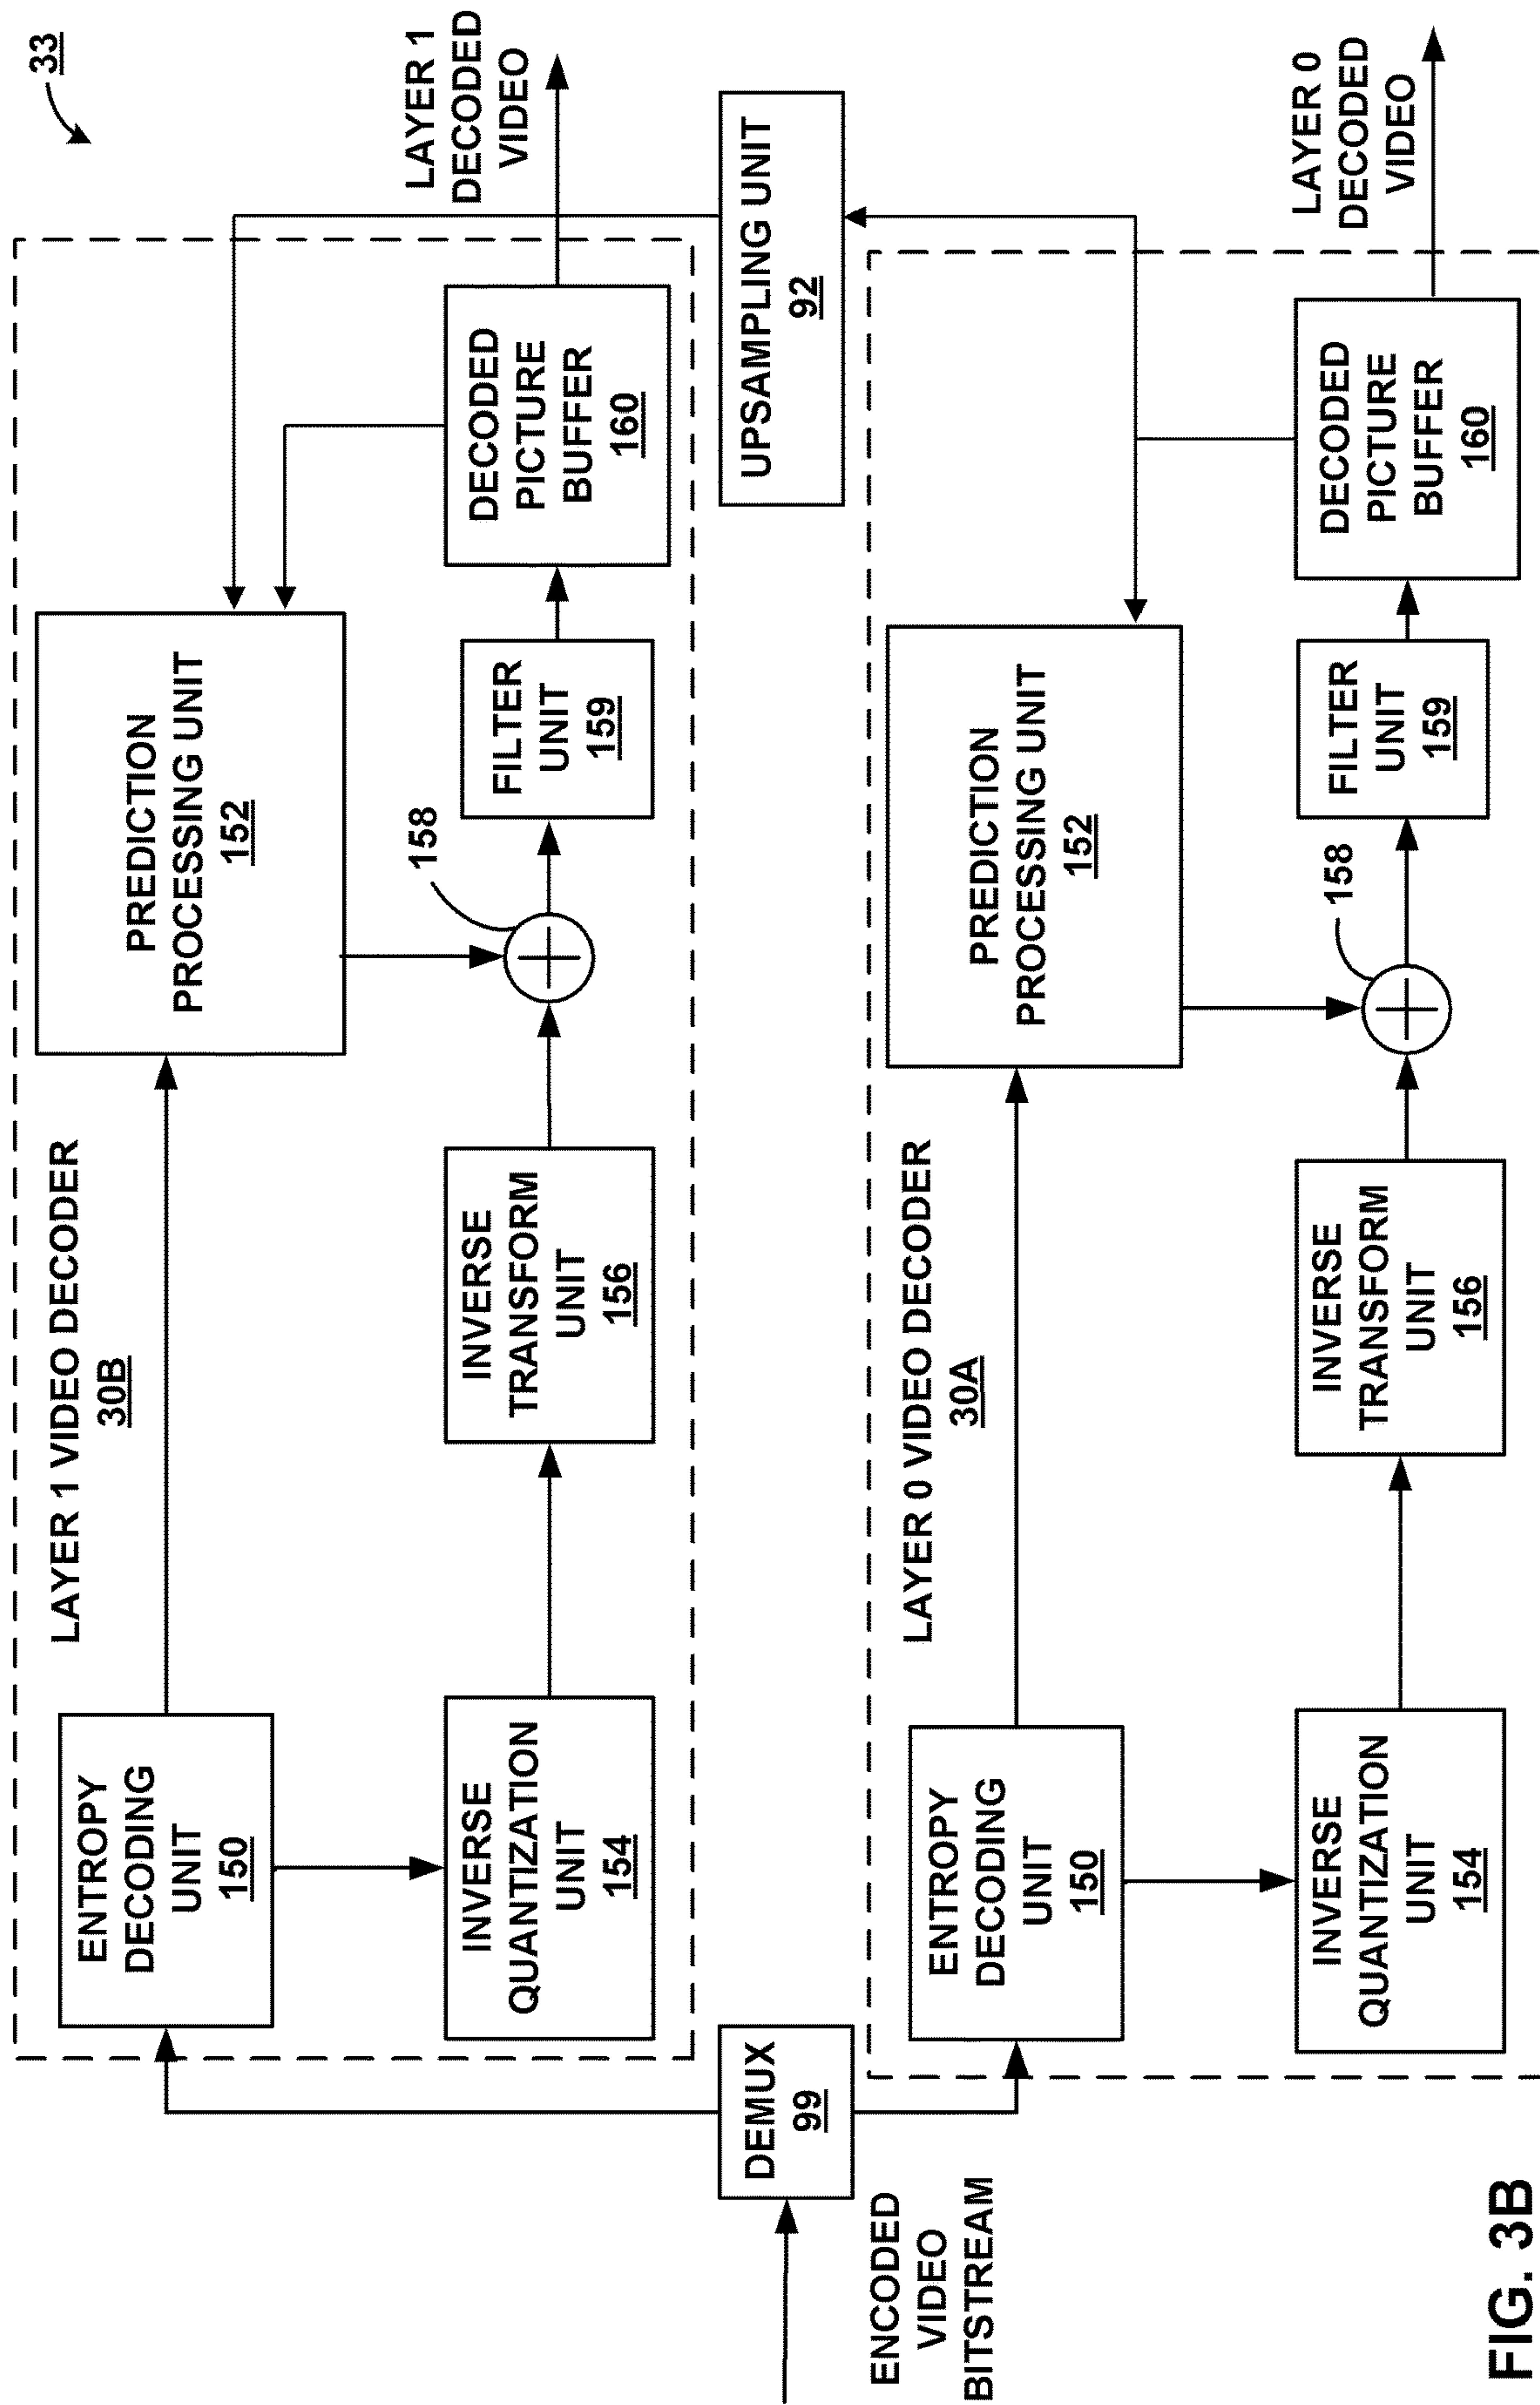 33
LAYER 1 VIDEO DECODER
30B
ENTROPY
DECODING
UNIT
150
PREDICTION
PROCESSING UNIT
152
INVERSE
QUANTIZATION
UNIT
154
INVERSE
TRANSFORM
UNIT
156
158
FILTER
UNIT
159
DECODED
PICTURE
BUFFER
160
LAYER 1
DECODED
VIDEO
DEMUX
99
ENCODED
VIDEO
BITSTREAM
UPSAMPLING UNIT
92
LAYER 0 VIDEO DECODER
30A
ENTROPY
DECODING
UNIT
150
PREDICTION
PROCESSING UNIT
152
INVERSE
QUANTIZATION
UNIT
154
INVERSE
TRANSFORM
UNIT
156
158
FILTER
UNIT
159
DECODED
PICTURE
BUFFER
160
LAYER 0
DECODED
VIDEO
FIG. 3B